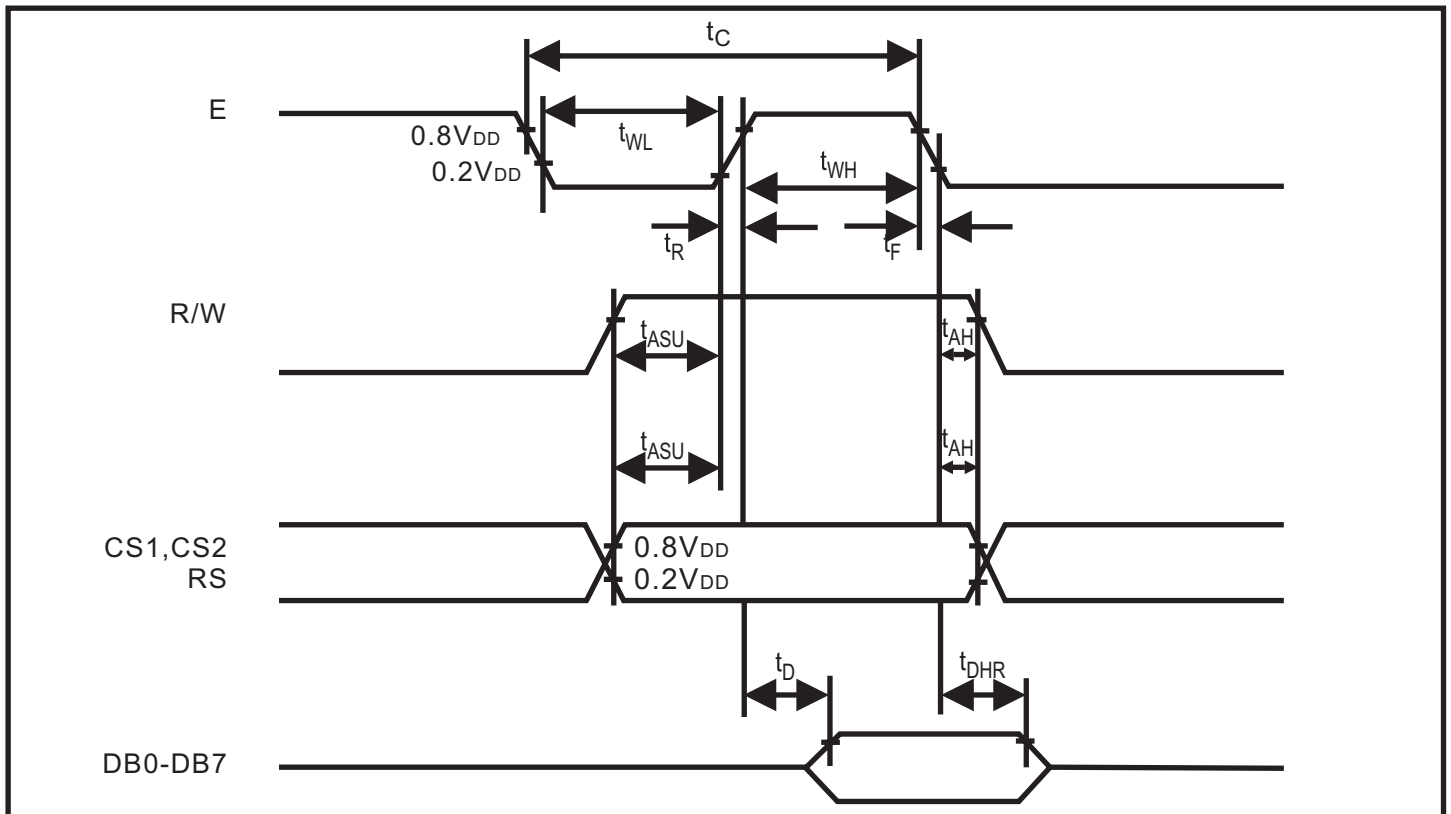 tC
E
0.8VDD
tWL
0.2VDD
tWH
tR
tF
R/W
tASU
tAH
tASU
tAH
CS1,CS2
RS
0.8VDD
0.2VDD
tD
tDHR
DB0-DB7